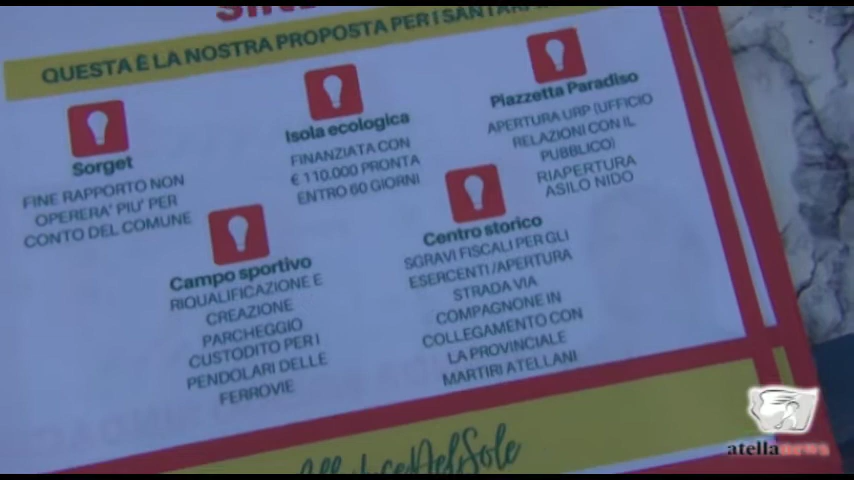 QUESTA È LA NOSTRA PROPOSTA PER I
Sorget
FINE RAPPORTO NON
OPERERA' PIU' PER
CONTO DEL COMUNE
Isola ecologica
FINANZIATA CON
€ 110.000 PRONTA
ENTRO 60 GIORNI
Piazzetta Paradiso
APERTURA URP (UFFICIO
RELAZIONI CON IL
PUBBLICO)
RIAPERTURA
ASILO NIDO
Campo sportivo
RIQUALIFICAZIONE E
CREAZIONE
PARCHEGGIO
CUSTODITO PER I
PENDOLARI DELLE
FERROVIE
Centro storico
SGRAVI FISCALI PER GLI
ESERCENTI /APERTURA
STRADA VIA
COMPAGNONE IN
COLLEGAMENTO CON
LA PROVINCIALE
MARTIRI ATELLANI
DelSole
atellanews